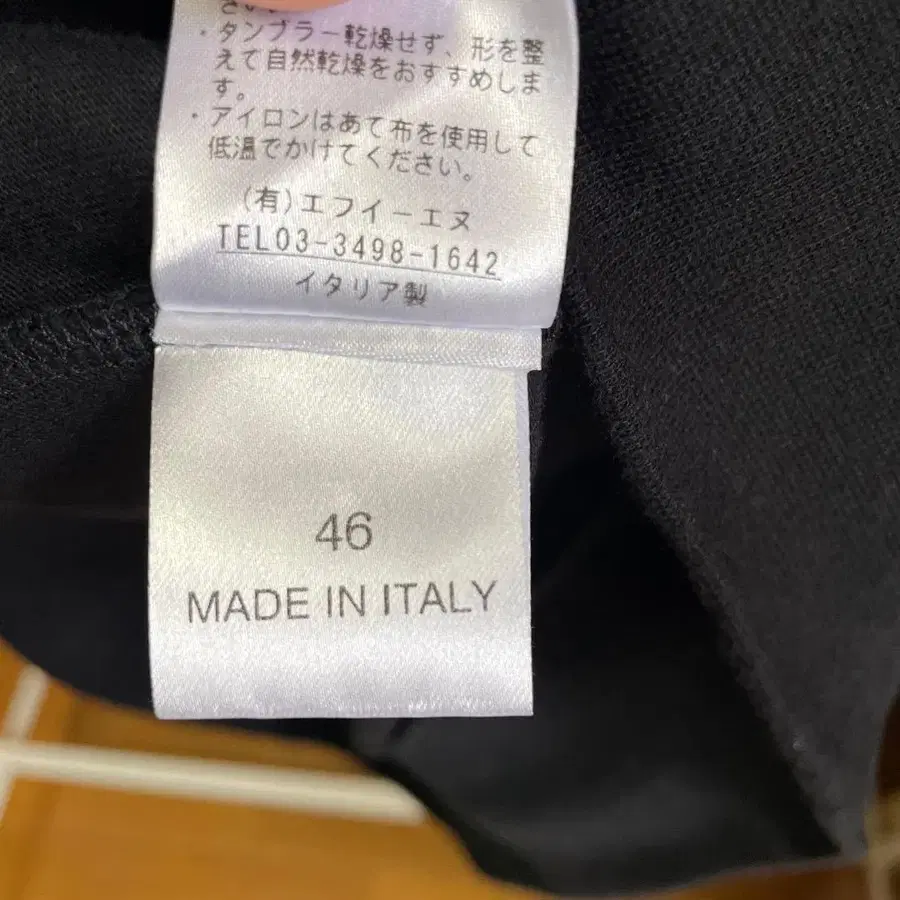 さい。
・タンブラー乾燥せず、形を整
えて自然乾燥をおすすめしま
す。
・アイロンはあて布を使用して
低温でかけてください。
(有)エフイーエヌ
TEL03-3498-1642
イタリア製
46
MADE IN ITALY